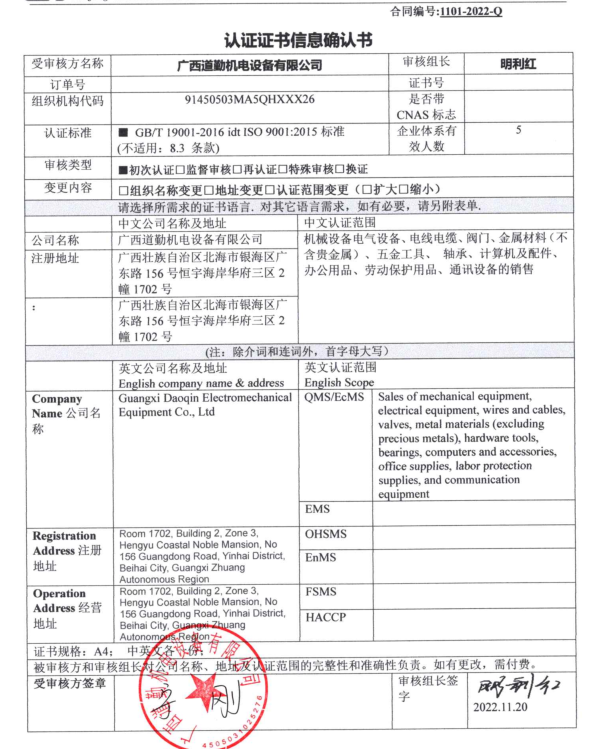 合同编号:1101-2022-Q
认证证书信息确认书
受审核方名称 广西道勤机电设备有限公司 审核组长 明利红
订单号 证书号
组织机构代码 91450503MA5QHXXX26 是否带
CNAS 标志
认证标准 ■ GB/T 19001-2016 idt ISO 9001:2015 标准 企业体系有 5
(不适用：8.3 条款) 效人数
审核类型 ■初次认证□监督审核□再认证□特殊审核□换证
变更内容 □组织名称变更□地址变更□认证范围变更（□扩大□缩小）
请选择所需求的证书语言. 对其它语言需求，如有必要，请另附表单.
中文公司名称及地址 中文认证范围
公司名称 广西道勤机电设备有限公司 机械设备电气设备、电线电缆、阀门、金属材料（不
注册地址 广西壮族自治区北海市银海区广 含贵金属）、五金工具、 轴承、计算机及配件、
东路 156 号恒宇海岸华府三区 2 办公用品、劳动保护用品、通讯设备的销售
幢 1702 号
: 广西壮族自治区北海市银海区广
东路 156 号恒宇海岸华府三区 2
幢 1702 号
(注：除介词和连词外，首字母大写）
英文公司名称及地址 英文认证范围
English company name & address English Scope
Company Guangxi Daoqin Electromechanical QMS/EcMS Sales of mechanical equipment,
Name 公司名 Equipment Co., Ltd electrical equipment, wires and cables,
称 valves, metal materials (excluding
precious metals), hardware tools,
bearings, computers and accessories,
office supplies, labor protection
supplies, and communication
equipment
EMS
Registration Room 1702, Building 2, Zone 3, OHSMS
Address 注册 Hengyu Coastal Noble Mansion, No
地址 156 Guangdong Road, Yinhai District, EnMS
Beihai City, Guangxi Zhuang
Autonomous Region
Operation Room 1702, Building 2, Zone 3, FSMS
Address 经营 Hengyu Coastal Noble Mansion, No
地址 156 Guangdong Road, Yinhai District, HACCP
Beihai City, Guangxi Zhuang
Autonomous Region
证书规格：A4； 中英文各 份；
被审核方和审核组长对公司名称、地址及认证范围的完整性和准确性负责。如有更改，需付费。
受审核方签章 审核组长签 明利红
字
2022.11.20
广西道勤机电设备有限公司
刚
4505031025276